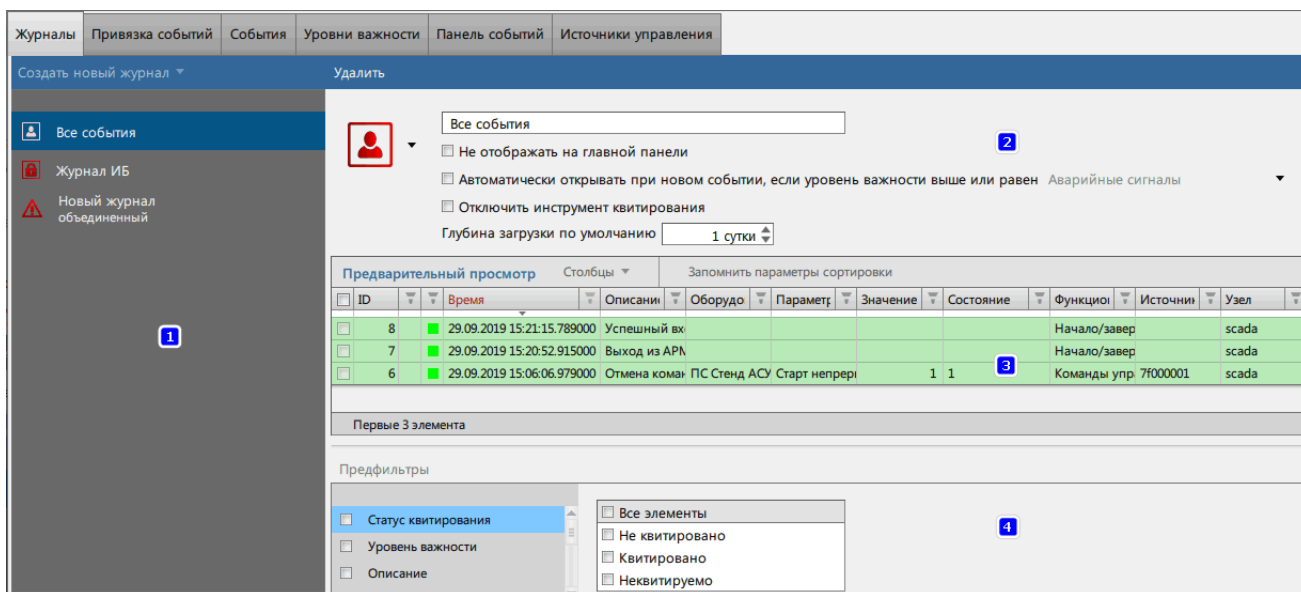 Журналы Привязка событий События Уровни важности Панель событий Источники управления
Создать новый журнал Удалить
Все события
Журнал ИБ
Новый журнал
объединенный
1
Все события
2
Не отображать на главной панели
Автоматически открывать при новом событии, если уровень важности выше или равен Аварийные сигналы
Отключить инструмент квитирования
Глубина загрузки по умолчанию 1 сутки
Предварительный просмотр Столбцы Запомнить параметры сортировки
ID Время Описани Оборудо Параметр Значение Состояние Функцион Источник Узел
8 29.09.2019 15:21:15.789000 Успешный вх Начало/завер scada
7 29.09.2019 15:20:52.915000 Выход из АРМ Начало/завер scada
6 29.09.2019 15:06:06.979000 Отмена коман ПС Стенд АСУ Старт непреры 1 1 Команды упра 7f000001 scada
3
Первые 3 элемента
Предфильтры
Статус квитирования
Уровень важности
Описание
Все элементы
Не квитировано
Квитировано
Неквитируемо
4